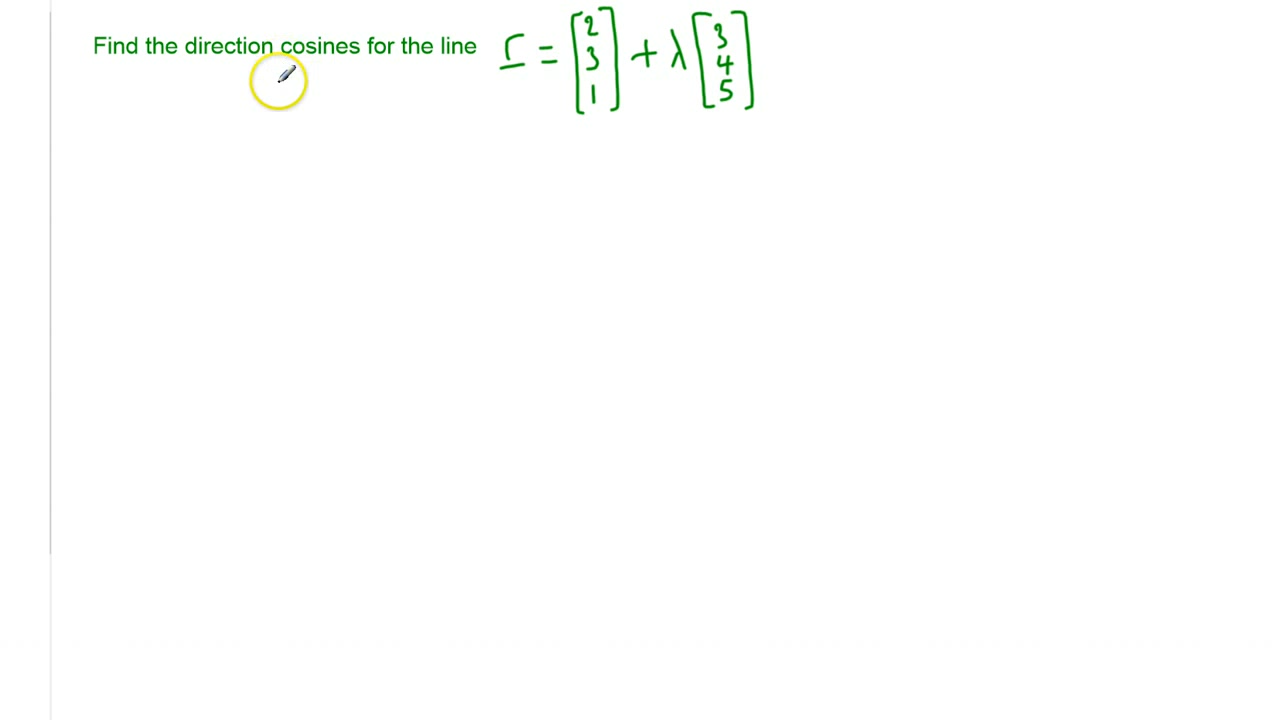 Find the direction cosines for the line r = [2 3 1] + λ [3 4 5]